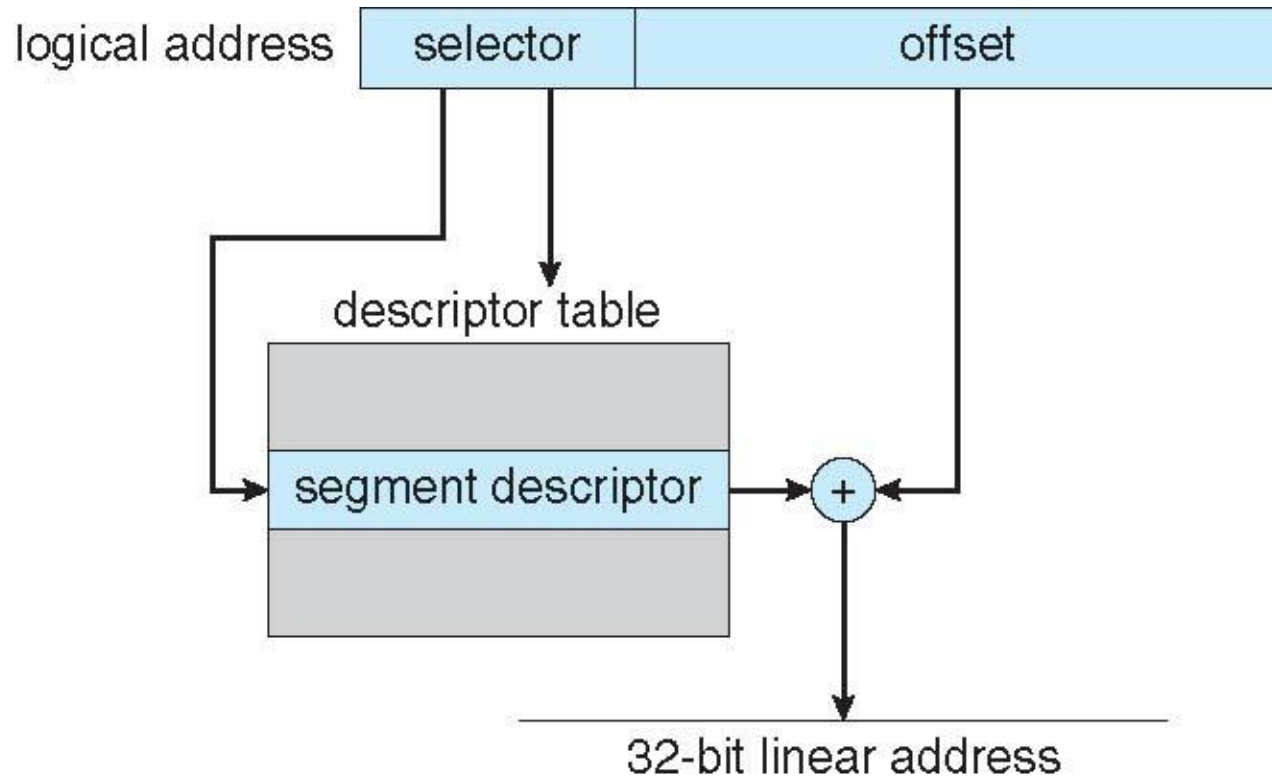 logical address selector offset
descriptor table
segment descriptor +
32-bit linear address